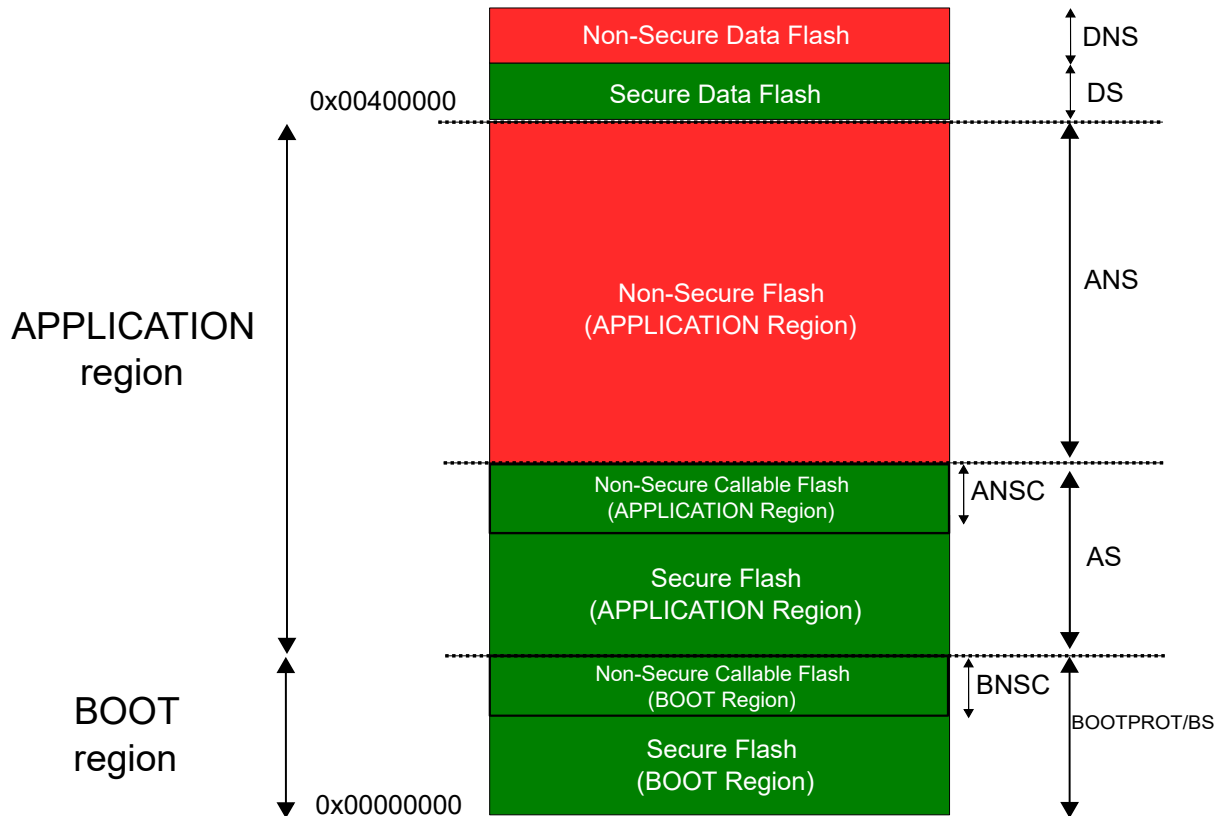 Non-Secure Data Flash
DNS
Secure Data Flash
DS
0x00400000
Non-Secure Flash
(APPLICATION Region)
ANS
APPLICATION
region
Non-Secure Callable Flash
(APPLICATION Region)
ANSC
AS
Secure Flash
(APPLICATION Region)
Non-Secure Callable Flash
(BOOT Region)
BNSC
BOOT
region
BOOTPROT/BS
Secure Flash
(BOOT Region)
0x00000000